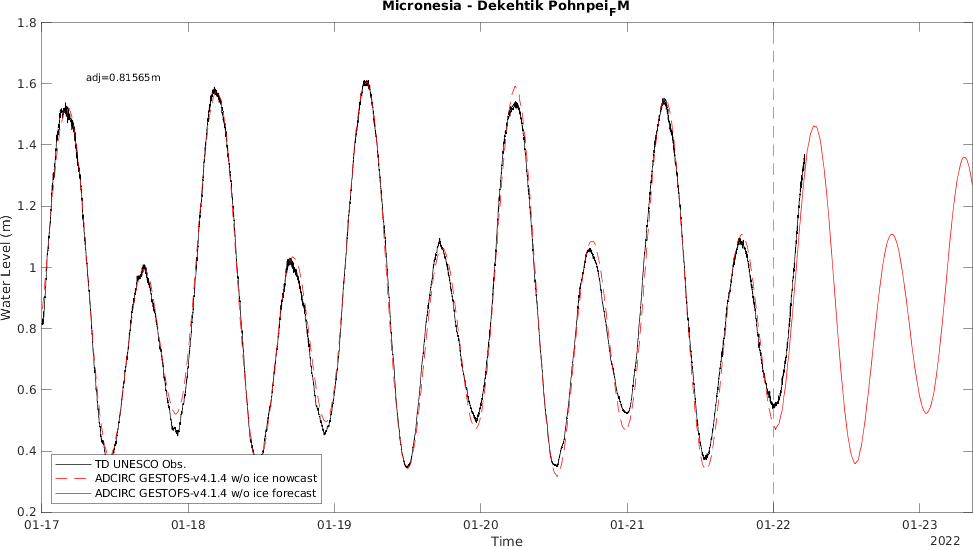 Micronesia - Dekehtik Pohnpei_FM
1.8
adj=0.81565m
1.6
1.4
1.2
1
0.8
0.6
0.4
0.2
Water Level (m)
TD UNESCO Obs.
ADCIRC GESTOFS-v4.1.4 w/o ice nowcast
ADCIRC GESTOFS-v4.1.4 w/o ice forecast
01-17 01-18 01-19 01-20 01-21 01-22 01-23
Time
2022